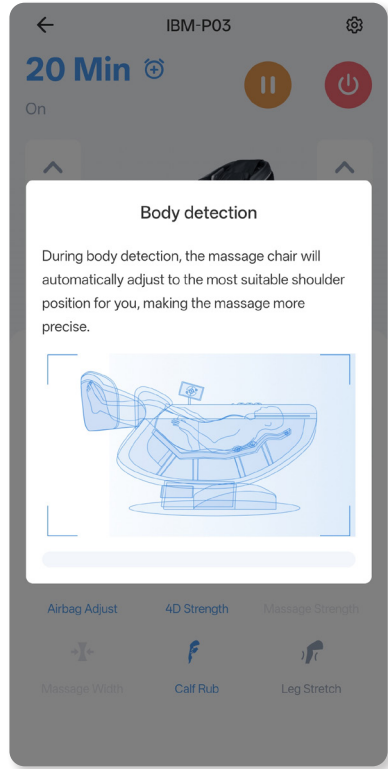 IBM-P03
20 Min
On
Body detection
During body detection, the massage chair will
automatically adjust to the most suitable shoulder
position for you, making the massage more
precise.
Airbag Adjust 4D Strength Massage Strength
Massage Width Calf Rub Leg Stretch